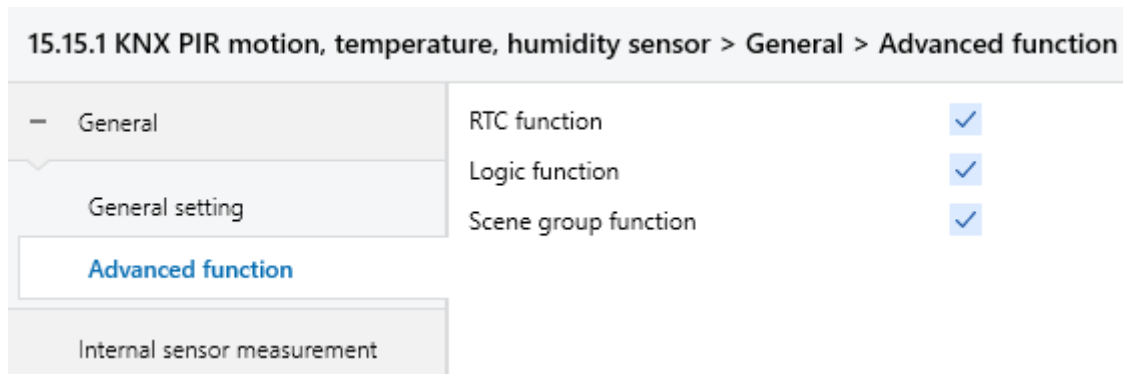 15.15.1 KNX PIR motion, temperature, humidity sensor > General > Advanced function
General
RTC function
Logic function
General setting
Scene group function
Advanced function
Internal sensor measurement